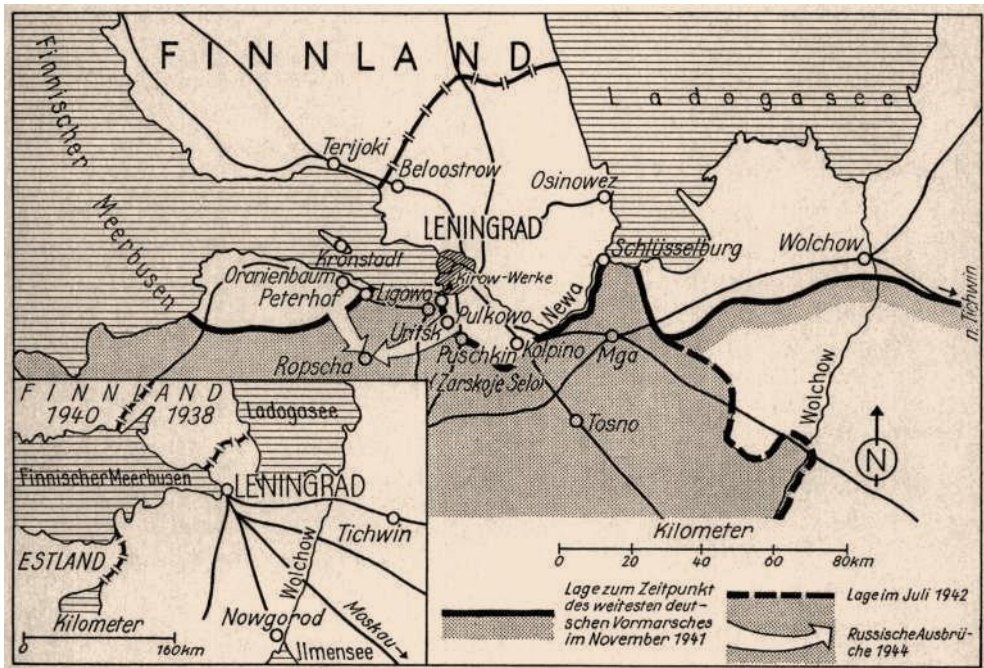 FINNLAND
Finnischer
Meerbusen
Ladogasee
Terijoki
Beloostrow
Osinowez
LENINGRAD
Schlüsselburg
Wolchow
Kronstadt
Oranienbaum
Peterhof
Kirow-Werke
Ligowo
Uritsk
Pulkowo
Newa
Puschkin
(Zarskoje Selo)
Kolpino
Mga
Ropscha
Tosno
Wolchow
n. Tichwin
N
FINNLAND
1940
1938
Ladogasee
Finnischer Meerbusen
LENINGRAD
Tichwin
ESTLAND
Wolchow
Nowgorod
Moskau
Ilmensee
Kilometer
0 160km
Kilometer
0 20 40 60 80km
Lage zum Zeitpunkt
des weitesten deut-
schen Vormarsches
im November 1941
Lage im Juli 1942
Russische Ausbrü-
che 1944